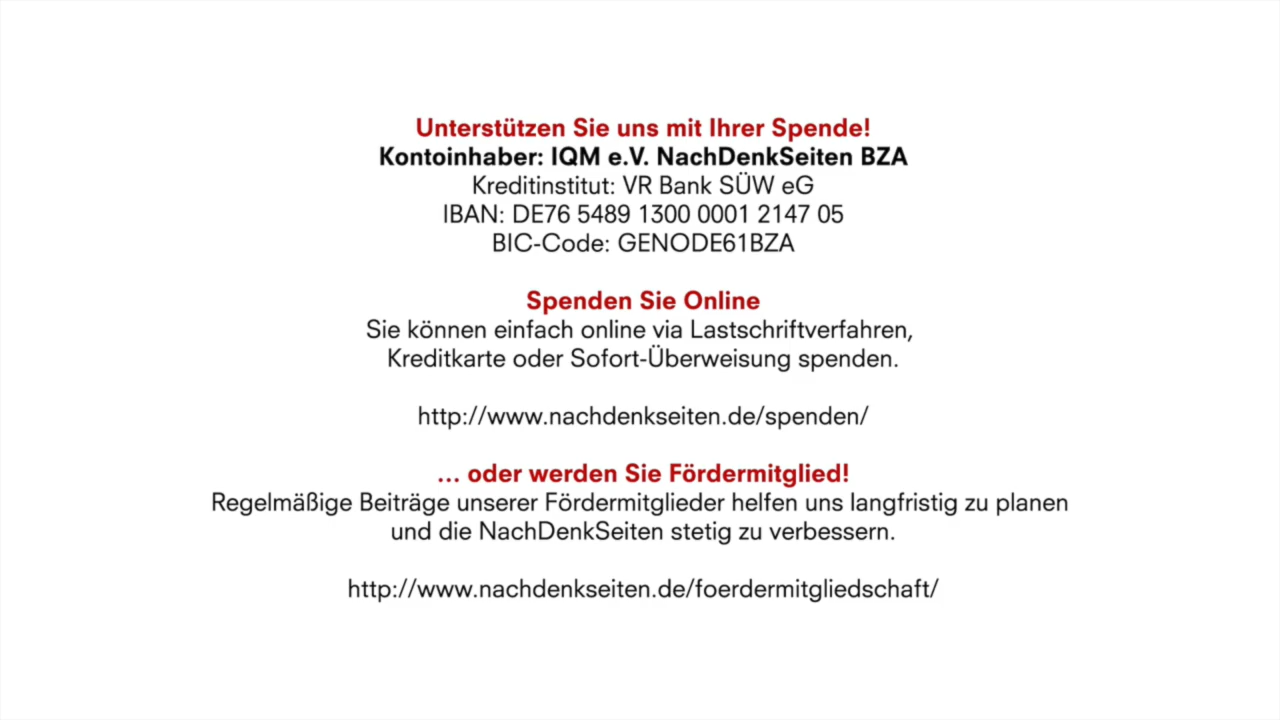 Unterstützen Sie uns mit Ihrer Spende!
Kontoinhaber: IQM e.V. NachDenkSeiten BZA
Kreditinstitut: VR Bank SÜW eG
IBAN: DE76 5489 1300 0001 2147 05
BIC-Code: GENODE61BZA
Spenden Sie Online
Sie können einfach online via Lastschriftverfahren,
Kreditkarte oder Sofort-Überweisung spenden.
http://www.nachdenkseiten.de/spenden/
... oder werden Sie Fördermitglied!
Regelmäßige Beiträge unserer Fördermitglieder helfen uns langfristig zu planen
und die NachDenkSeiten stetig zu verbessern.
http://www.nachdenkseiten.de/foerdermitgliedschaft/